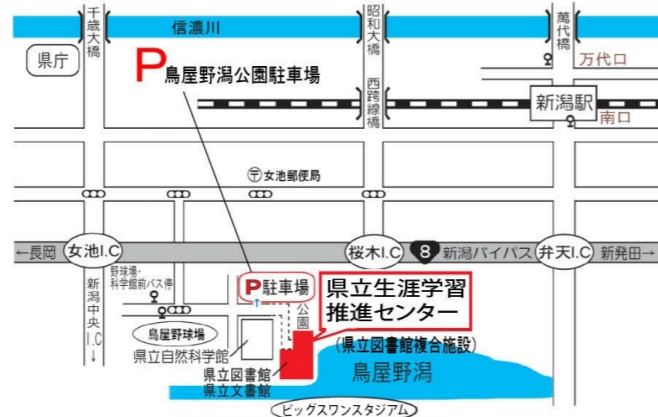 千歳大橋
信濃川
昭和大橋
萬代橋
県庁
P鳥屋野潟公園駐車場
西跨線橋
万代口
新潟駅
南口
〒女池郵便局
←長岡
女池I.C
桜木I.C
8
新潟バイパス
弁天I.C
新発田→
新潟中央I.C↓
野球場・
科学館前バス停
P駐車場
公園
県立生涯学習
推進センター
鳥屋野球場
(県立図書館複合施設)
県立自然科学館
鳥屋野潟
県立図書館
県立文書館
ビッグスワンスタジアム